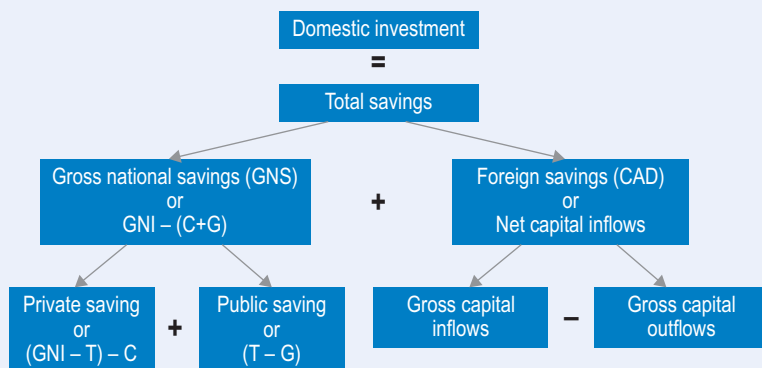 Domestic investment
=
Total savings
Gross national savings (GNS)
or
GNI – (C+G)
+
Foreign savings (CAD)
or
Net capital inflows
Private saving
or
(GNI – T) – C
+
Public saving
or
(T – G)
Gross capital
inflows
–
Gross capital
outflows